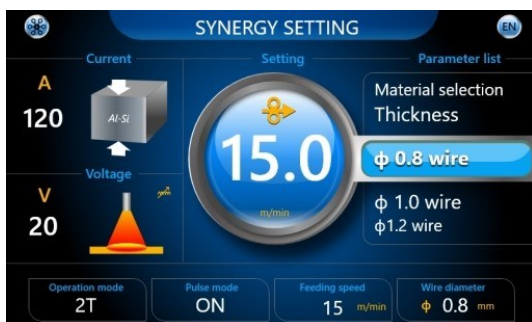 SYNERGY SETTING
EN
Current
A
120
Al-Si
Voltage
V
20
Setting
15.0
m/min
Parameter list
Material selection
Thickness
ϕ 0.8 wire
ϕ 1.0 wire
ϕ1.2 wire
Operation mode
2T
Pulse mode
ON
Feeding speed
15 m/min
Wire diameter
ϕ 0.8 mm